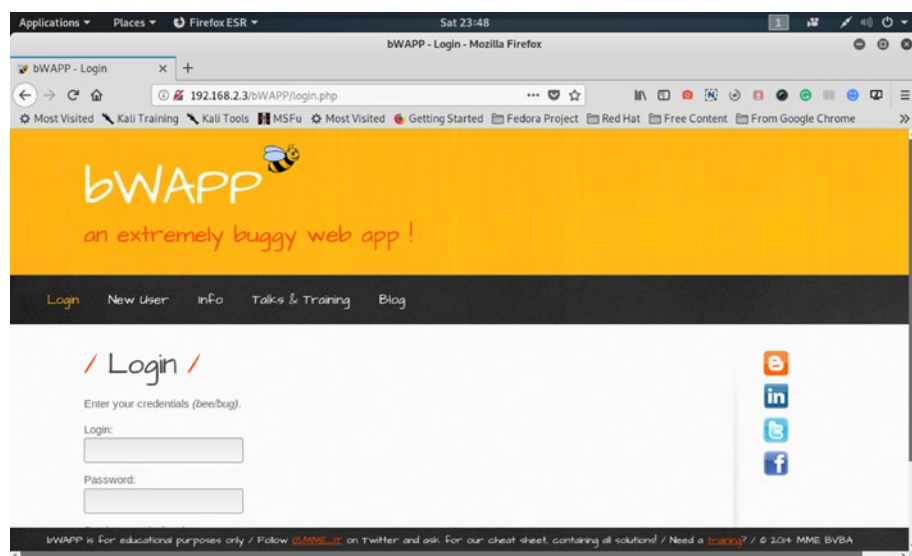 Applications Places Firefox ESR Sat 23:48 1
bWAPP - Login - Mozilla Firefox
bWAPP - Login × +
192.168.2.3/bWAPP/login.php
Most Visited Kali Training Kali Tools MSFu Most Visited Getting Started Fedora Project Red Hat Free Content From Google Chrome »
bWAPP
an extremely buggy web app !
Login New User Info Talks & Training Blog
/ Login /
Enter your credentials (bee/bug).
Login:
Password:
bWAPP is for educational purposes only / Follow @MME_IT on Twitter and ask for our cheat sheet, containing all solutions! / Need a training? / © 2014 MME BVBA